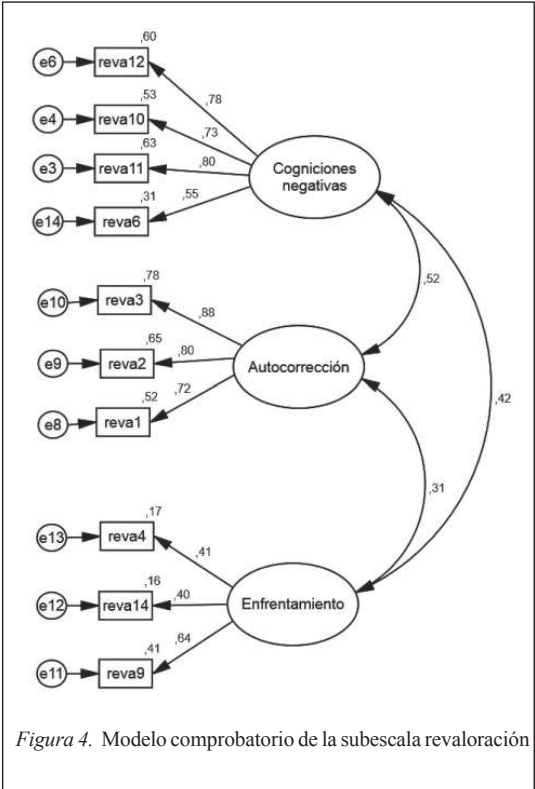 ,60
e6 reva12
,78
,53
e4 reva10
,73
,63
e3 reva11
,80
Cogniciones
negativas
,31
e14 reva6
,55
,52
,78
e10 reva3
,88
,65
e9 reva2
,80
Autocorrección
,52
e8 reva1
,72
,42
,31
,17
e13 reva4
,41
,16
e12 reva14
,40
Enfrentamiento
,41
e11 reva9
,64
Figura 4. Modelo comprobatorio de la subescala revaloración